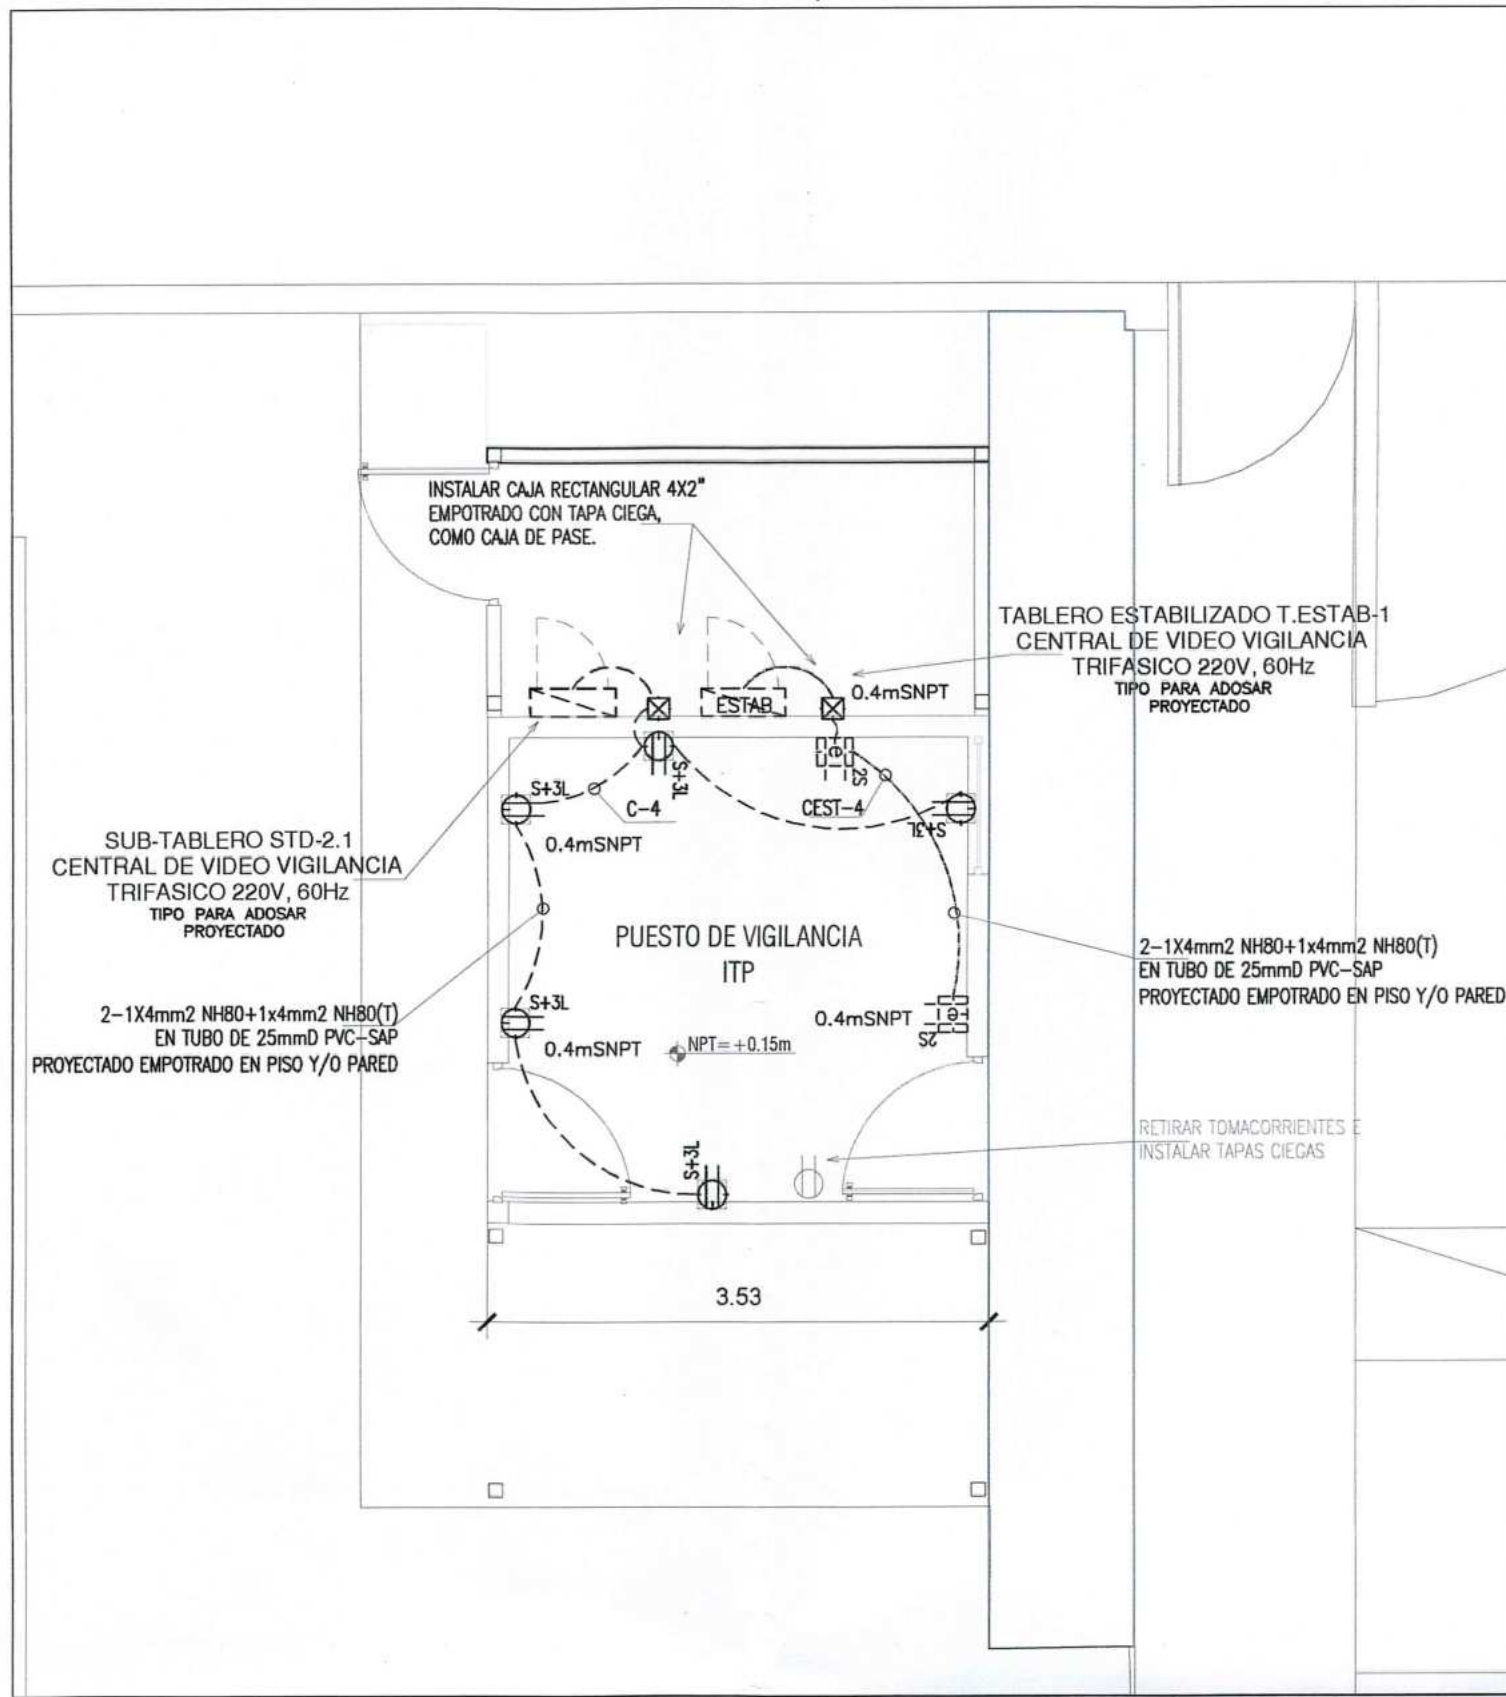 INSTALAR CAJA RECTANGULAR 4X2"
EMPOTRADO CON TAPA CIEGA,
COMO CAJA DE PASE.
TABLERO ESTABILIZADO T.ESTAB-1
CENTRAL DE VIDEO VIGILANCIA
TRIFASICO 220V, 60Hz
TIPO PARA ADOSAR
PROYECTADO
0.4mSNPT
ESTAB
e
2S
S+3L
S+3L
C-4
CEST-4
S+3L
0.4mSNPT
SUB-TABLERO STD-2.1
CENTRAL DE VIDEO VIGILANCIA
TRIFASICO 220V, 60Hz
TIPO PARA ADOSAR
PROYECTADO
PUESTO DE VIGILANCIA
ITP
2-1X4mm2 NH80+1x4mm2 NH80(T)
EN TUBO DE 25mmD PVC-SAP
PROYECTADO EMPOTRADO EN PISO Y/O PARED
2-1X4mm2 NH80+1x4mm2 NH80(T)
EN TUBO DE 25mmD PVC-SAP
PROYECTADO EMPOTRADO EN PISO Y/O PARED
S+3L
0.4mSNPT
0.4mSNPT
e
2S
NPT=+0.15m
RETIRAR TOMACORRIENTES E
INSTALAR TAPAS CIEGAS
S+3L
3.53